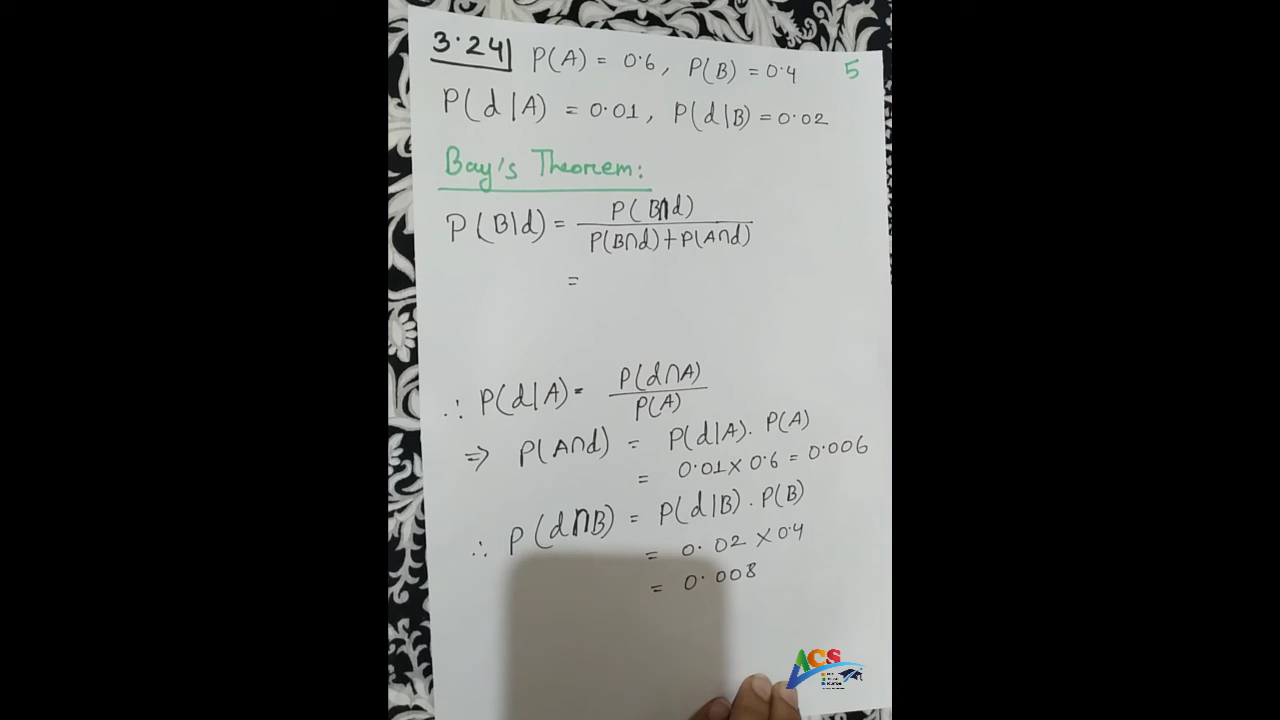 3.24
P(A) = 0.6, P(B) = 0.4
5
P(d|A) = 0.01, P(d|B) = 0.02
Bay's Theorem:
P(B|d) = P(B∩d) / P(B∩d)+P(A∩d)
=
∴ P(d|A) = P(d∩A) / P(A)
⇒ P(A∩d) = P(d|A). P(A)
= 0.01 × 0.6 = 0.006
∴ P(d∩B) = P(d|B). P(B)
= 0.02 × 0.4
= 0.008
ACS